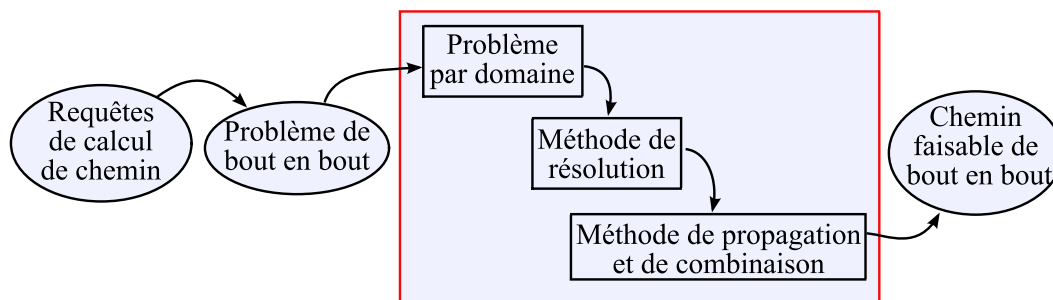 Requêtes
de calcul
de chemin
Problème de
bout en bout
Problème
par domaine
Méthode de
résolution
Méthode de propagation
et de combinaison
Chemin
faisable de
bout en bout